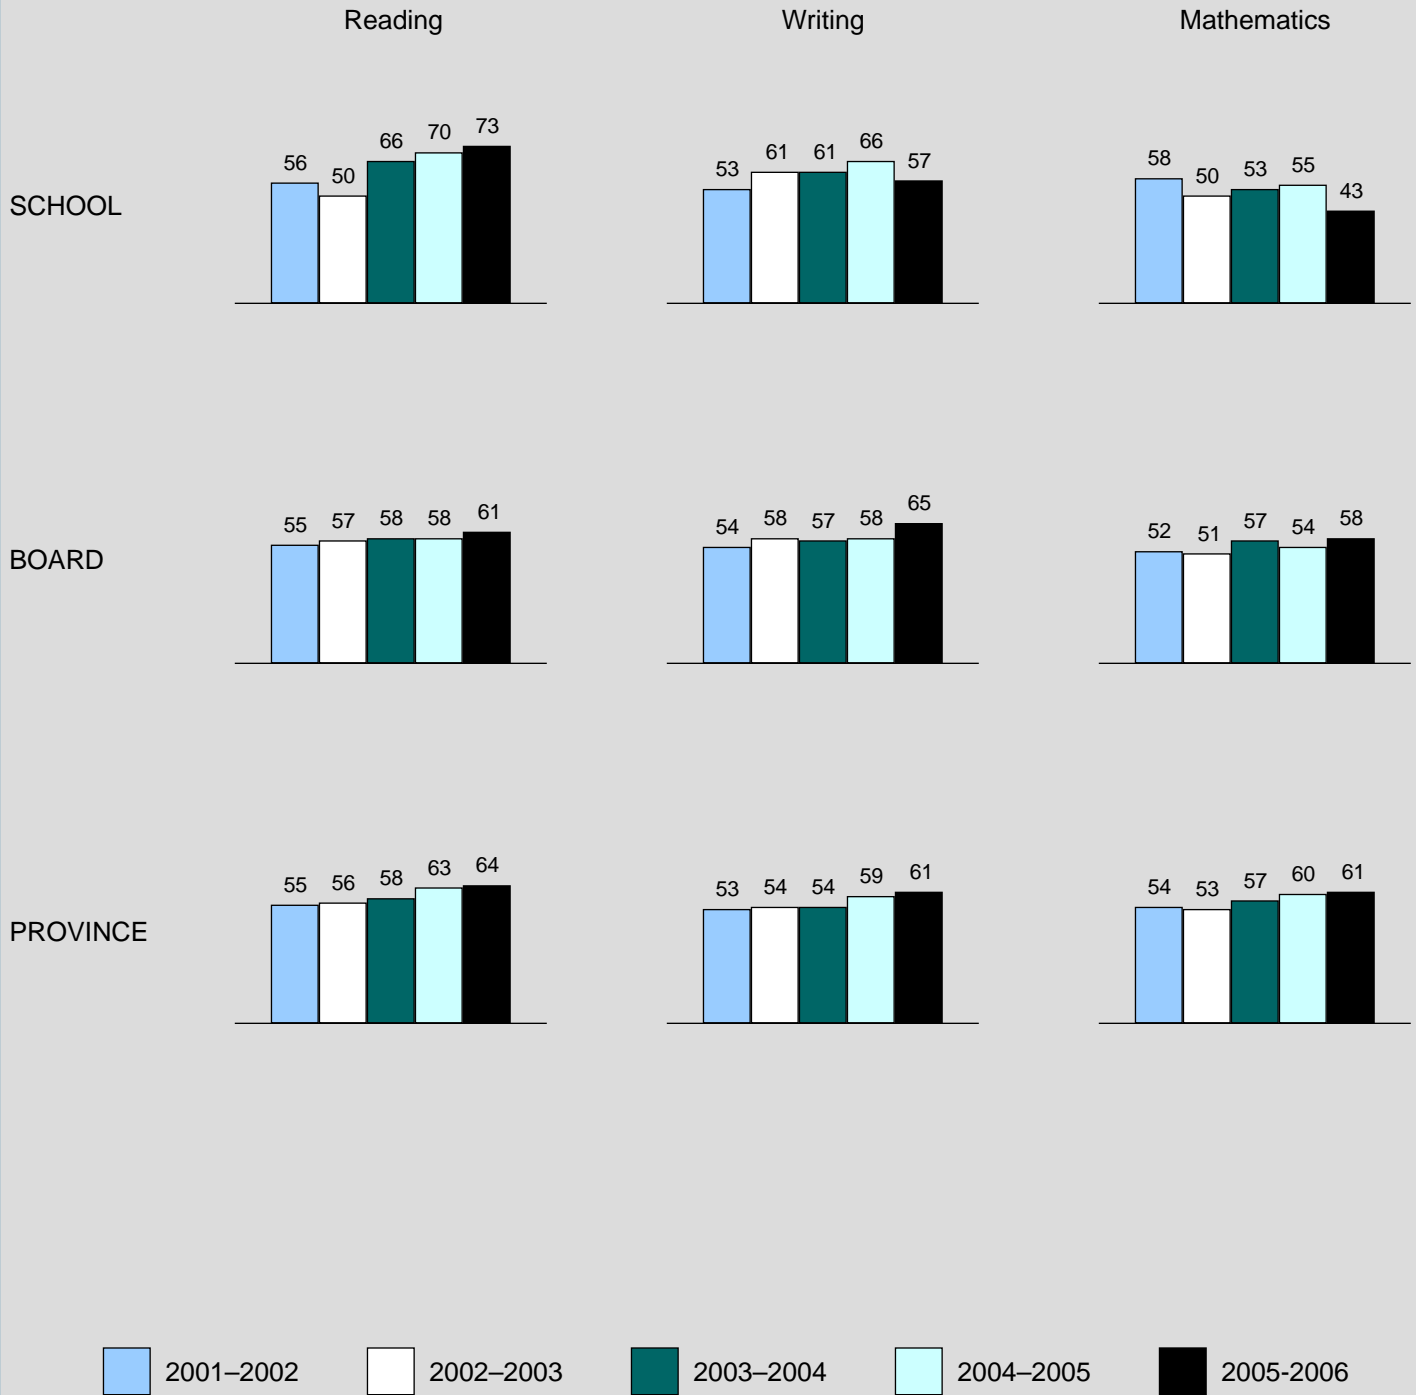 Reading Writing Mathematics
SCHOOL
56 50 66 70 73
53 61 61 66 57
58 50 53 55 43
BOARD
55 57 58 58 61
54 58 57 58 65
52 51 57 54 58
PROVINCE
55 56 58 63 64
53 54 54 59 61
54 53 57 60 61
2001–2002 2002–2003 2003–2004 2004–2005 2005-2006